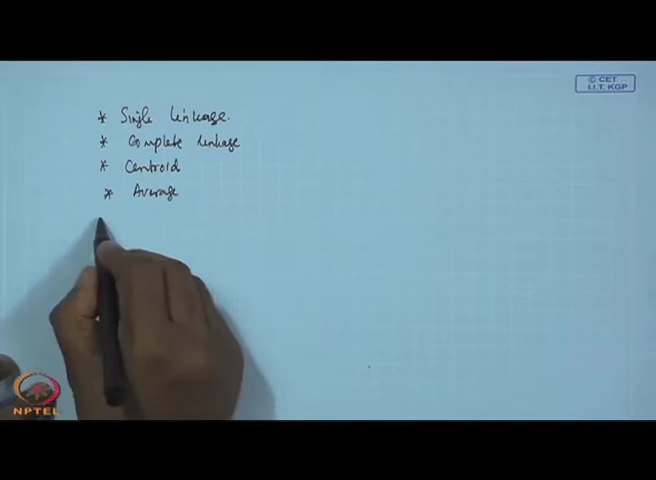 © CET
I.I.T. KGP
* Single linkage.
* Complete linkage
* Centroid
* Average
NPTEL